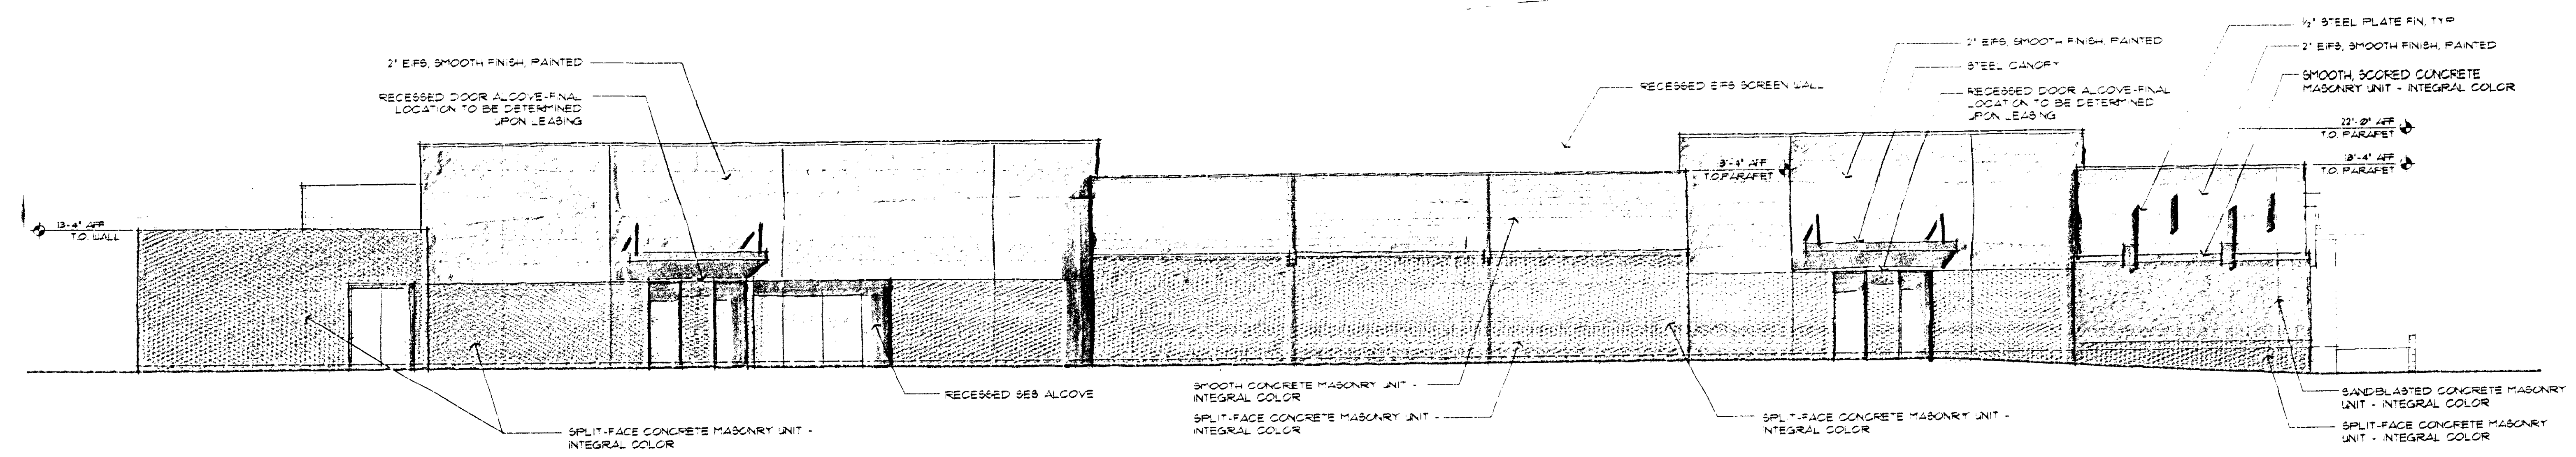 2" EIFS, SMOOTH FINISH, PAINTED
RECESSED DOOR ALCOVE-FINAL
LOCATION TO BE DETERMINED
UPON LEASING
13'-4" AFF
T.O. WALL
SPLIT-FACE CONCRETE MASONRY UNIT -
INTEGRAL COLOR
RECESSED SES ALCOVE
SMOOTH CONCRETE MASONRY UNIT -
INTEGRAL COLOR
SPLIT-FACE CONCRETE MASONRY UNIT -
INTEGRAL COLOR
RECESSED EIFS SCREEN WALL
AFF
T.O. PARAPET
2" EIFS, SMOOTH FINISH, PAINTED
STEEL CANOPY
RECESSED DOOR ALCOVE-FINAL
LOCATION TO BE DETERMINED
UPON LEASING
SPLIT-FACE CONCRETE MASONRY UNIT -
INTEGRAL COLOR
1/2" STEEL PLATE FIN, TYP
2" EIFS, SMOOTH FINISH, PAINTED
SMOOTH, SCORED CONCRETE
MASONRY UNIT - INTEGRAL COLOR
22'-0" AFF
T.O. PARAPET
18'-4" AFF
T.O. PARAPET
SANDBLASTED CONCRETE MASONRY
UNIT - INTEGRAL COLOR
SPLIT-FACE CONCRETE MASONRY
UNIT - INTEGRAL COLOR